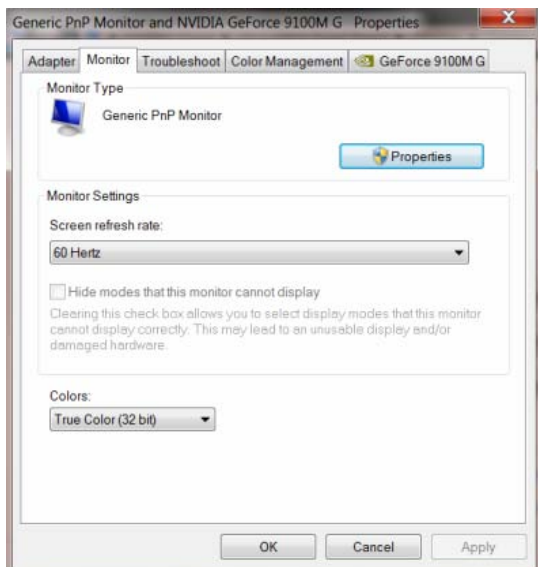 Generic PnP Monitor and NVIDIA GeForce 9100M G Properties
Adapter Monitor Troubleshoot Color Management GeForce 9100M G
Monitor Type
Generic PnP Monitor
Properties
Monitor Settings
Screen refresh rate:
60 Hertz
Hide modes that this monitor cannot display
Clearing this check box allows you to select display modes that this monitor
cannot display correctly. This may lead to an unusable display and/or
damaged hardware.
Colors:
True Color (32 bit)
OK Cancel Apply